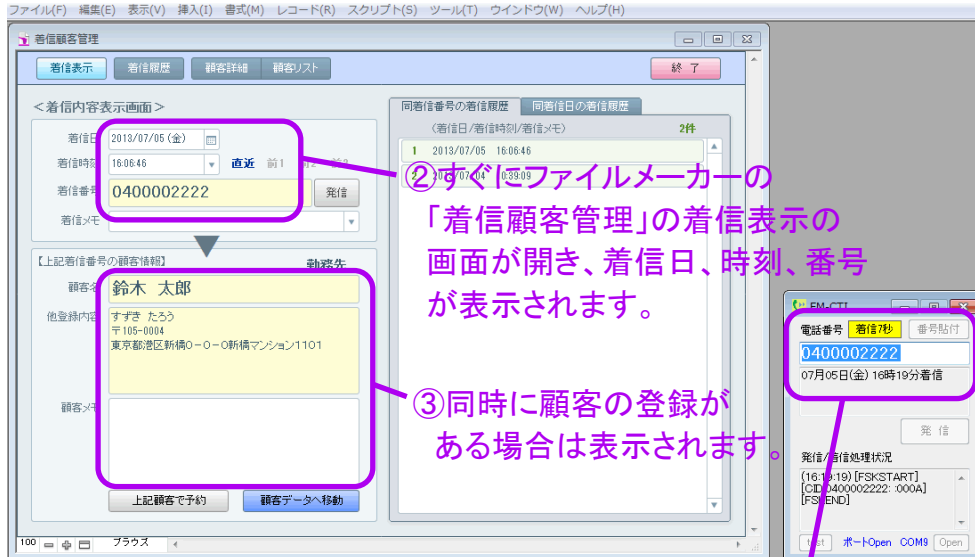 ファイル(F) 編集(E) 表示(V) 挿入(I) 書式(M) レコード(R) スクリプト(S) ツール(T) ウインドウ(W) ヘルプ(H)
着信顧客管理
着信表示 着信履歴 顧客詳細 顧客リスト 終 了
<着信内容表示画面>
着信日 2013/07/05 (金)
着信時刻 16:06:46 直近 前1
着信番号 0400002222 発信
着信メモ
【上記着信番号の顧客情報】 勤務先
顧客名 鈴木 太郎
他登録内容 すずき たろう
〒105-0004
東京都港区新橋0-0-0新橋マンション1101
顧客メモ
上記顧客で予約 顧客データへ移動
100 ブラウズ
同着信番号の着信履歴 同着信日の着信履歴
(着信日/着信時刻/着信メモ) 2件
1 2013/07/05 16:06:46
②すぐにファイルメーカーの
「着信顧客管理」の着信表示の
画面が開き、着信日、時刻、番号
が表示されます。
③同時に顧客の登録が
ある場合は表示されます。
FM-CTI
電話番号 着信7秒 番号貼付
0400002222
07月05日(金) 16時19分着信
発 信
発信/着信処理状況
(16:19:19) [FSKSTART]
[CID:0400002222: :000A]
[FSKEND]
test ポートOpen COM9 Open